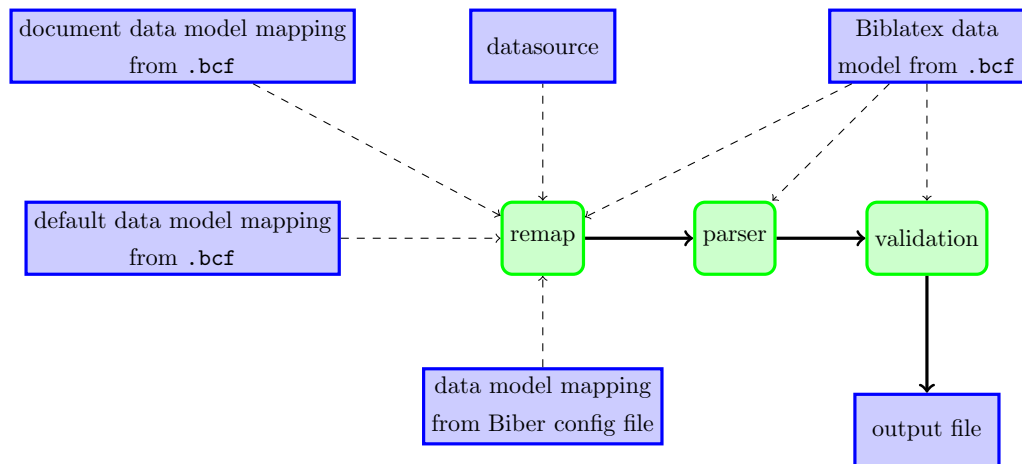 document data model mapping
from .bcf
datasource
Biblatex data
model from .bcf
default data model mapping
from .bcf
remap
parser
validation
data model mapping
from Biber config file
output file